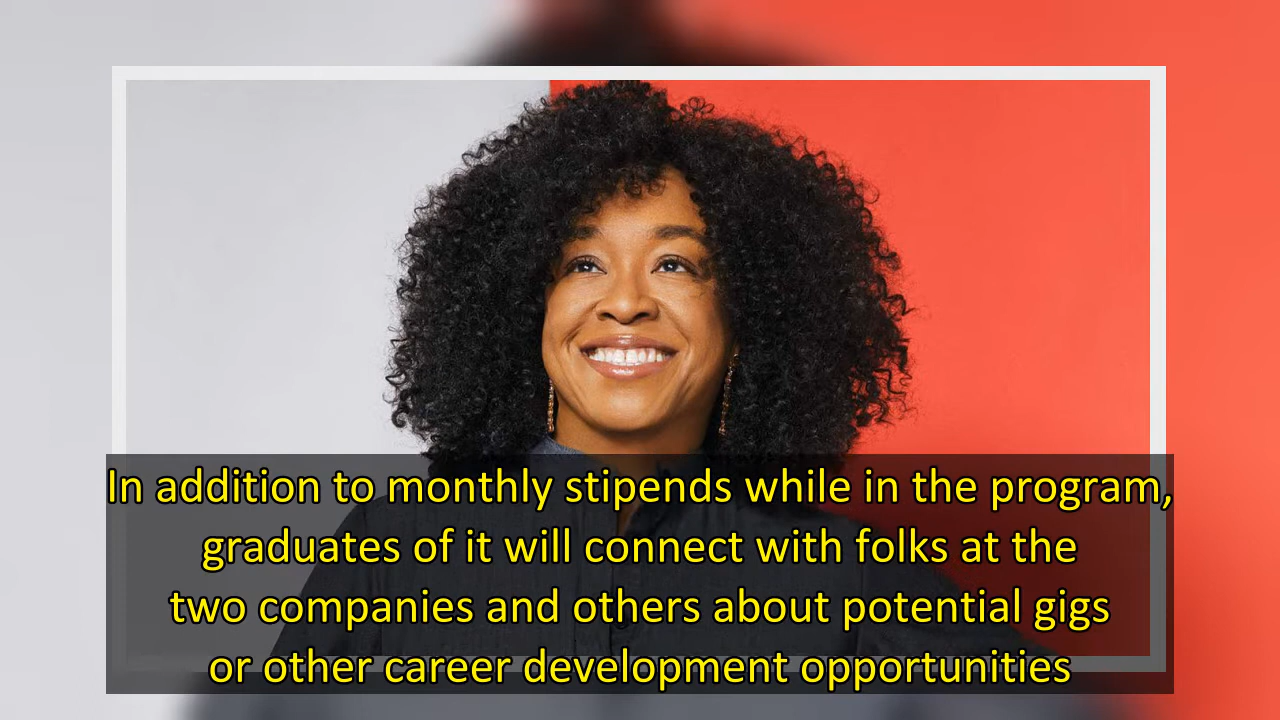 In addition to monthly stipends while in the program,
graduates of it will connect with folks at the
two companies and others about potential gigs
or other career development opportunities